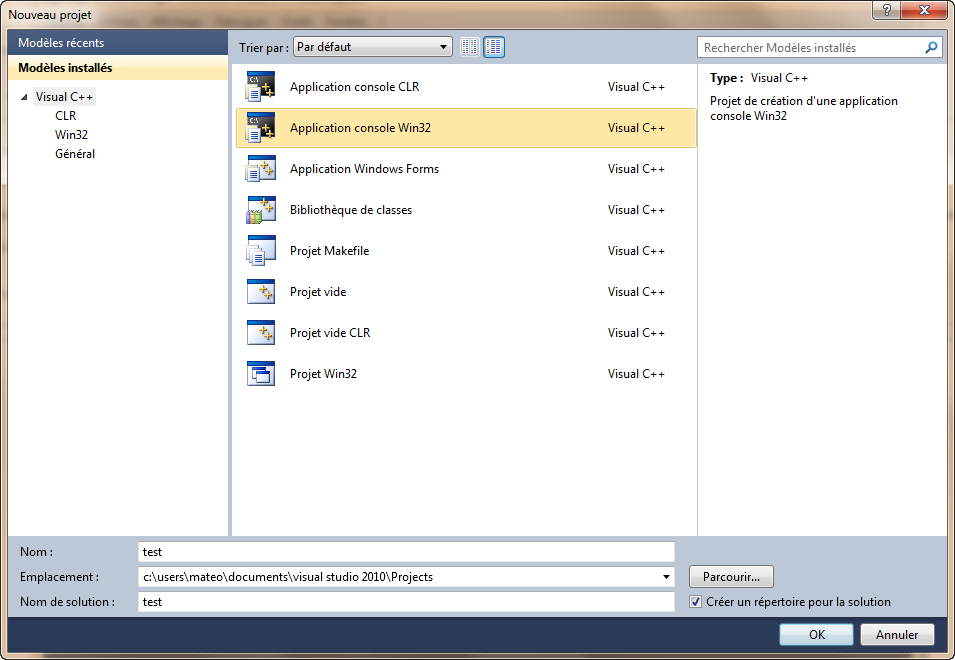 Nouveau projet
Modèles récents
Modèles installés
Visual C++
CLR
Win32
Général
Trier par : Par défaut
Application console CLR Visual C++
Application console Win32 Visual C++
Application Windows Forms Visual C++
Bibliothèque de classes Visual C++
Projet Makefile Visual C++
Projet vide Visual C++
Projet vide CLR Visual C++
Projet Win32 Visual C++
Rechercher Modèles installés
Type : Visual C++
Projet de création d'une application
console Win32
Nom : test
Emplacement : c:\users\mateo\documents\visual studio 2010\Projects Parcourir...
Nom de solution : test Créer un répertoire pour la solution
OK Annuler